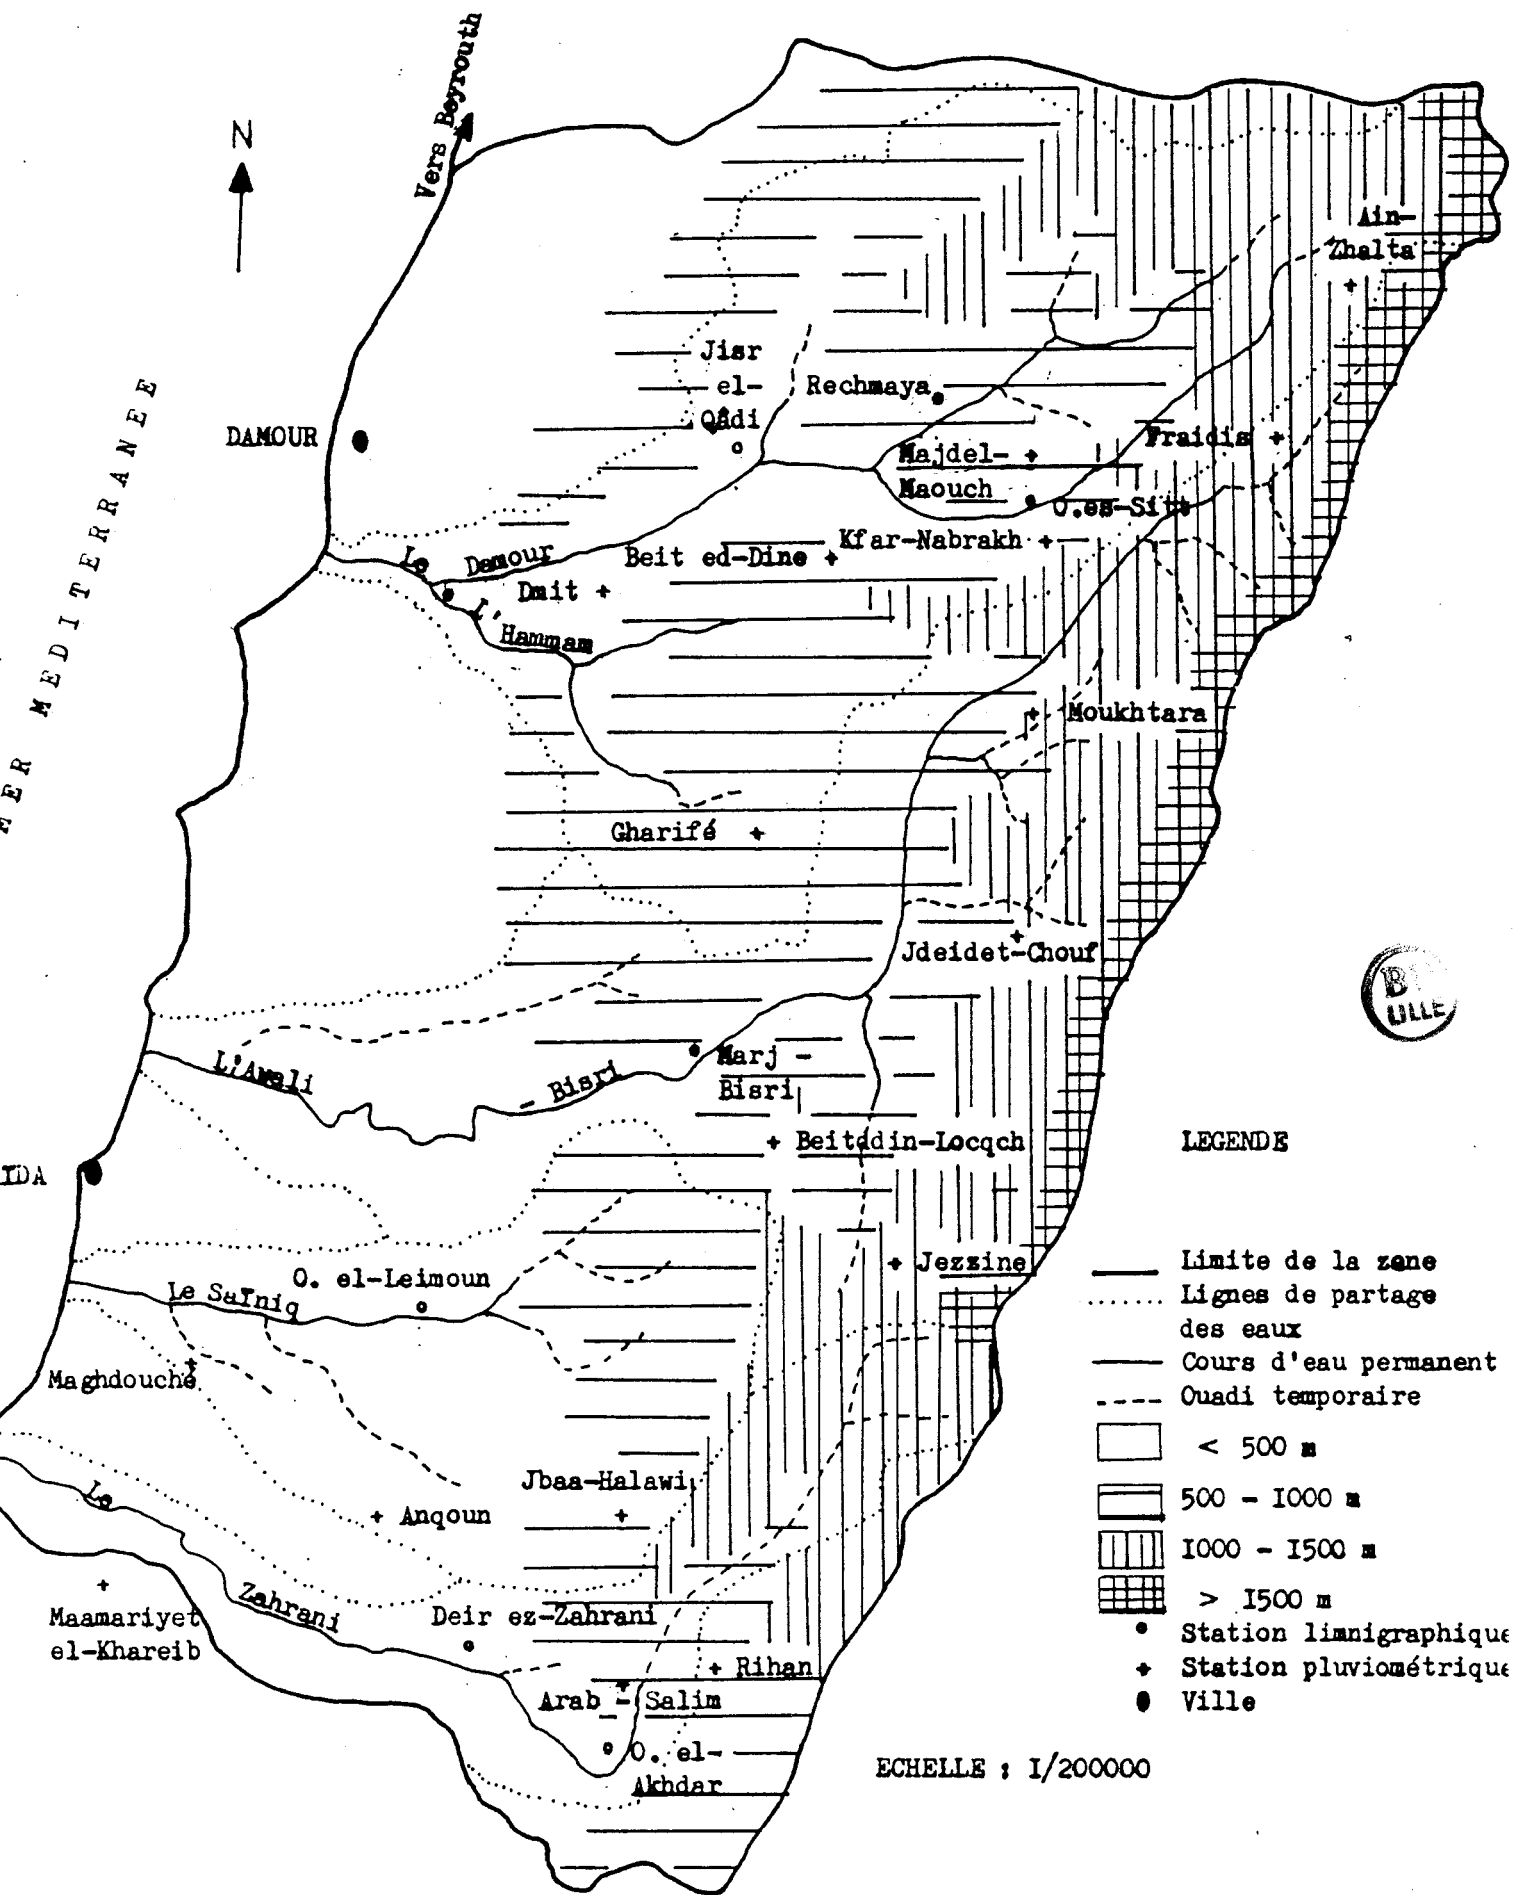 Vers Beyrouth
N
Ain-
Zhalta
Jisr
el-
Qâdi
Rechmaya
DAMOUR
Fraidis
Majdel-
Maouch
O.es-Sitt
Kfar-Nabrakh
Beit ed-Dine
Le Damour
Dmit
L'Hammam
MER MEDITERRANEE
Moukhtara
Gharifé
Jdeidet-Chouf
L'Awali - Bisri
Marj -
Bisri
Beitddin-Locqch
IDA
Jezzine
O. el-Leimoun
Le Saïniq
Maghdouché
Jbaa-Halawi
Anqoun
Le Zahrani
Maamariyet
el-Khareib
Deir ez-Zahrani
Rihan
Arab - Salim
O. el-
Akhdar
LILLE
LEGENDE
Limite de la zone
Lignes de partage
des eaux
Cours d'eau permanent
Ouadi temporaire
< 500 m
500 - I000 m
I000 - I500 m
> I500 m
Station limnigraphique
Station pluviométrique
Ville
ECHELLE : I/200000